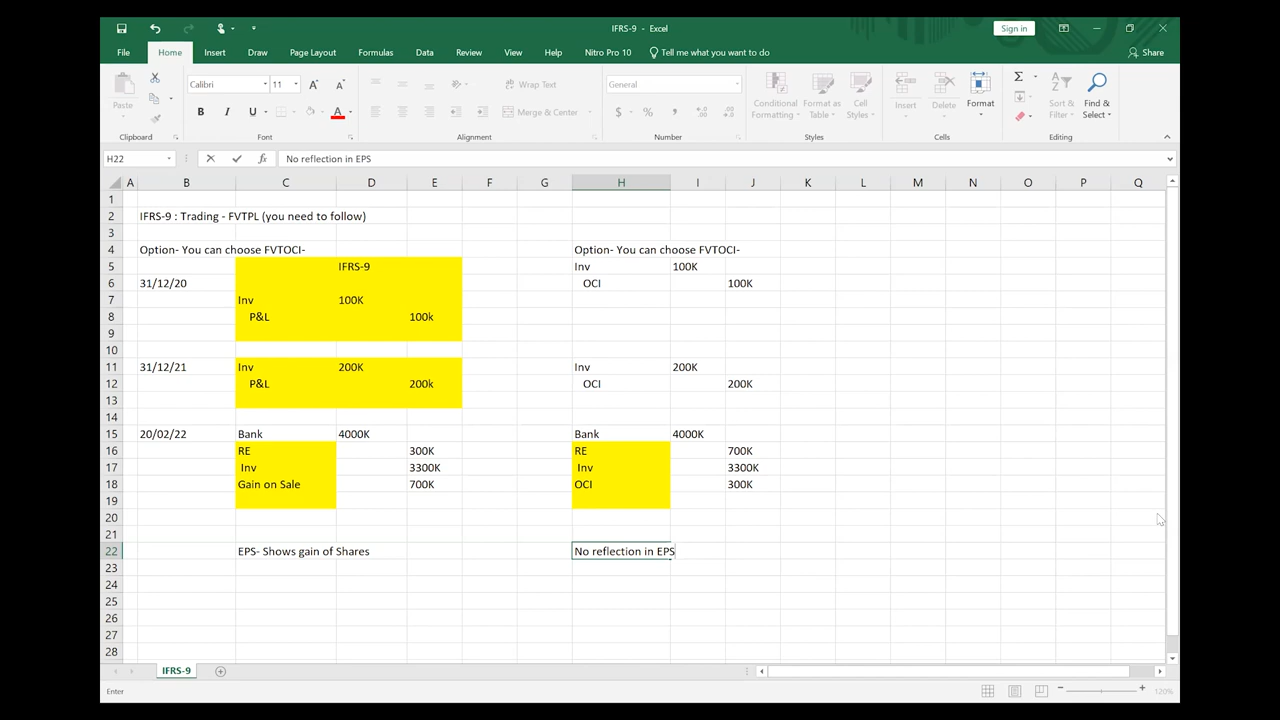 IFRS-9 - Excel
Sign in
File Home Insert Draw Page Layout Formulas Data Review View Help Nitro Pro 10 Tell me what you want to do Share
Paste
Calibri 11
Wrap Text
General
B I U A
Merge & Center
$ %
Conditional Formatting
Format as Table
Cell Styles
Insert Delete Format
Sort & Filter
Find & Select
Clipboard Font Alignment Number Styles Cells Editing
H22 fx No reflection in EPS
A B C D E F G H I J K L M N O P Q
1
2 IFRS-9 : Trading - FVTPL (you need to follow)
3
4 Option- You can choose FVTOCI- Option- You can choose FVTOCI-
5 IFRS-9 Inv 100K
6 31/12/20 OCI 100K
7 Inv 100K
8 P&L 100k
9
10
11 31/12/21 Inv 200K Inv 200K
12 P&L 200k OCI 200K
13
14
15 20/02/22 Bank 4000K Bank 4000K
16 RE 300K RE 700K
17 Inv 3300K Inv 3300K
18 Gain on Sale 700K OCI 300K
19
20
21
22 EPS- Shows gain of Shares No reflection in EPS
23
24
25
26
27
28
IFRS-9
Enter
120%